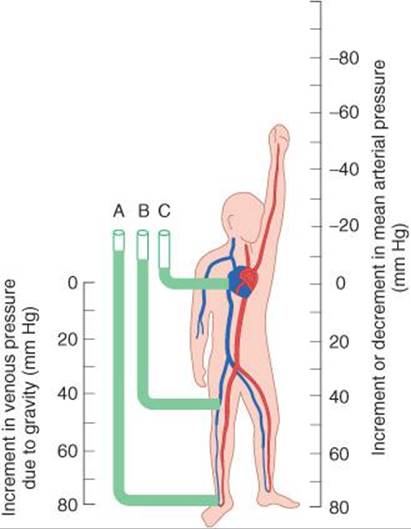 A B C
Increment in venous pressure
due to gravity (mm Hg)
0
20
40
60
80
–80
–60
–40
–20
0
20
40
60
80
Increment or decrement in mean arterial pressure
(mm Hg)